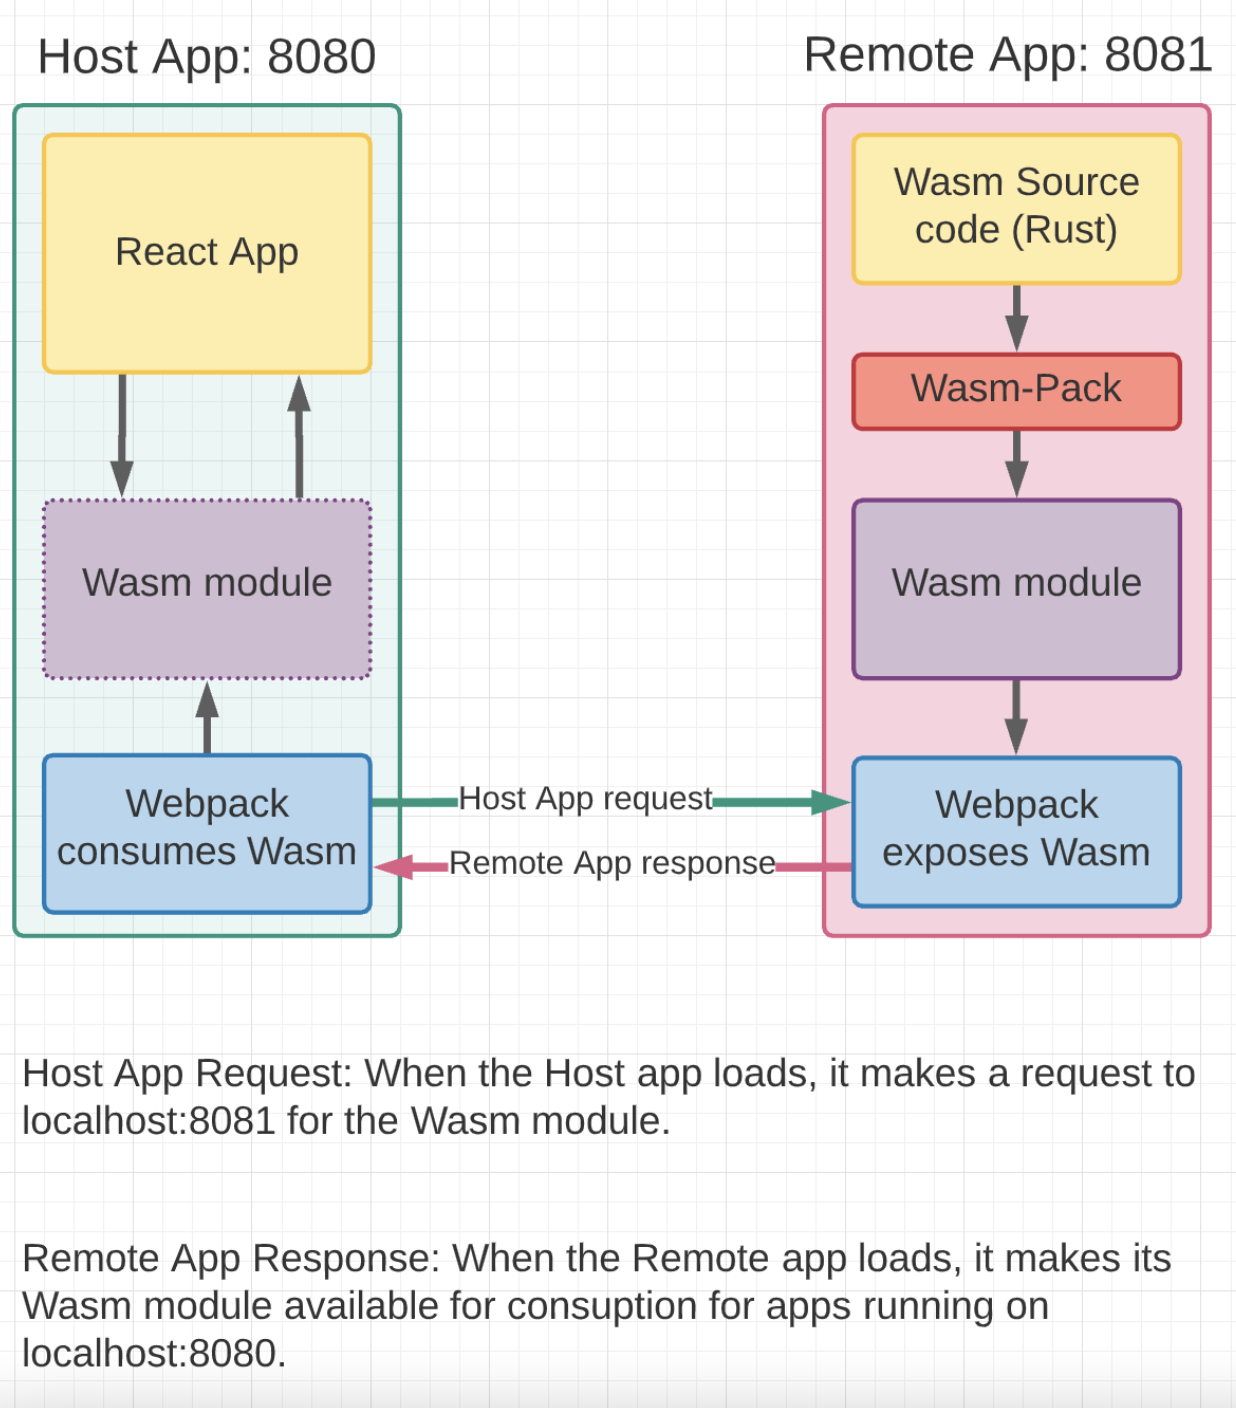 Host App: 8080
Remote App: 8081
React App
Wasm module
Webpack
consumes Wasm
Wasm Source
code (Rust)
Wasm-Pack
Wasm module
Webpack
exposes Wasm
Host App request
Remote App response
Host App Request: When the Host app loads, it makes a request to
localhost:8081 for the Wasm module.
Remote App Response: When the Remote app loads, it makes its
Wasm module available for consuption for apps running on
localhost:8080.